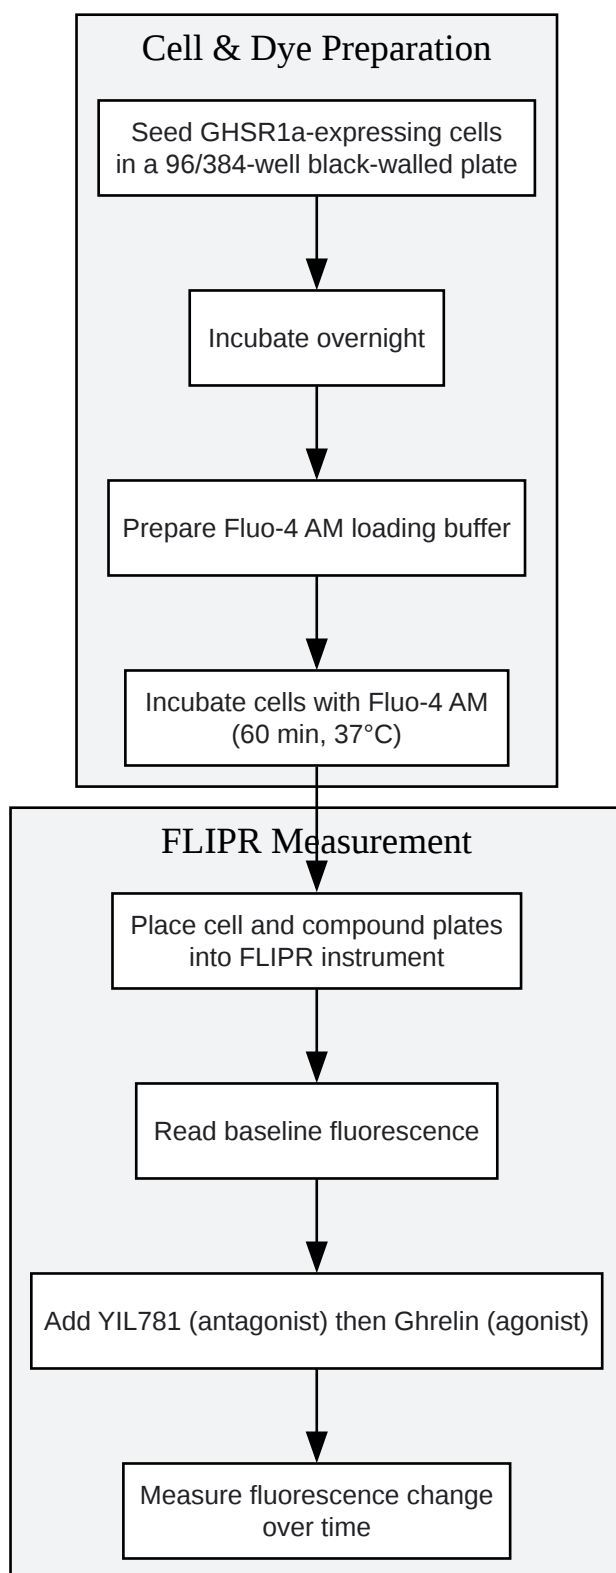 Cell & Dye Preparation
Seed GHSR1a-expressing cells
in a 96/384-well black-walled plate
Incubate overnight
Prepare Fluo-4 AM loading buffer
Incubate cells with Fluo-4 AM
(60 min, 37°C)
FLIPR Measurement
Place cell and compound plates
into FLIPR instrument
Read baseline fluorescence
Add YIL781 (antagonist) then Ghrelin (agonist)
Measure fluorescence change
over time